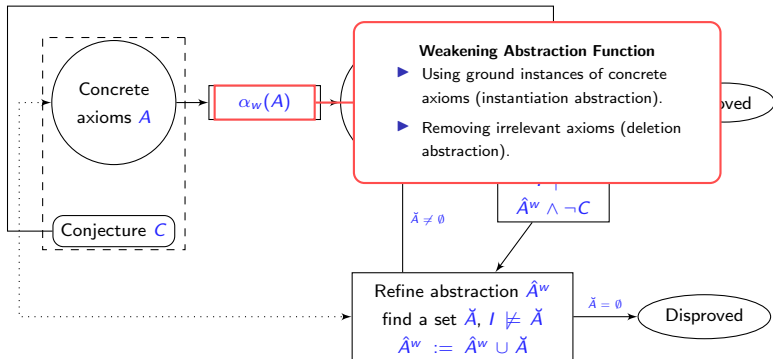 Concrete
axioms A
α_w(A)
Weakening Abstraction Function
Using ground instances of concrete
axioms (instantiation abstraction).
Removing irrelevant axioms (deletion
abstraction).
Â^w ∧ ¬C
Conjecture C
Ă ≠ ∅
Refine abstraction Â^w
find a set Ă, I ⊭ Ă
Â^w := Â^w ∪ Ă
Ă = ∅
Disproved